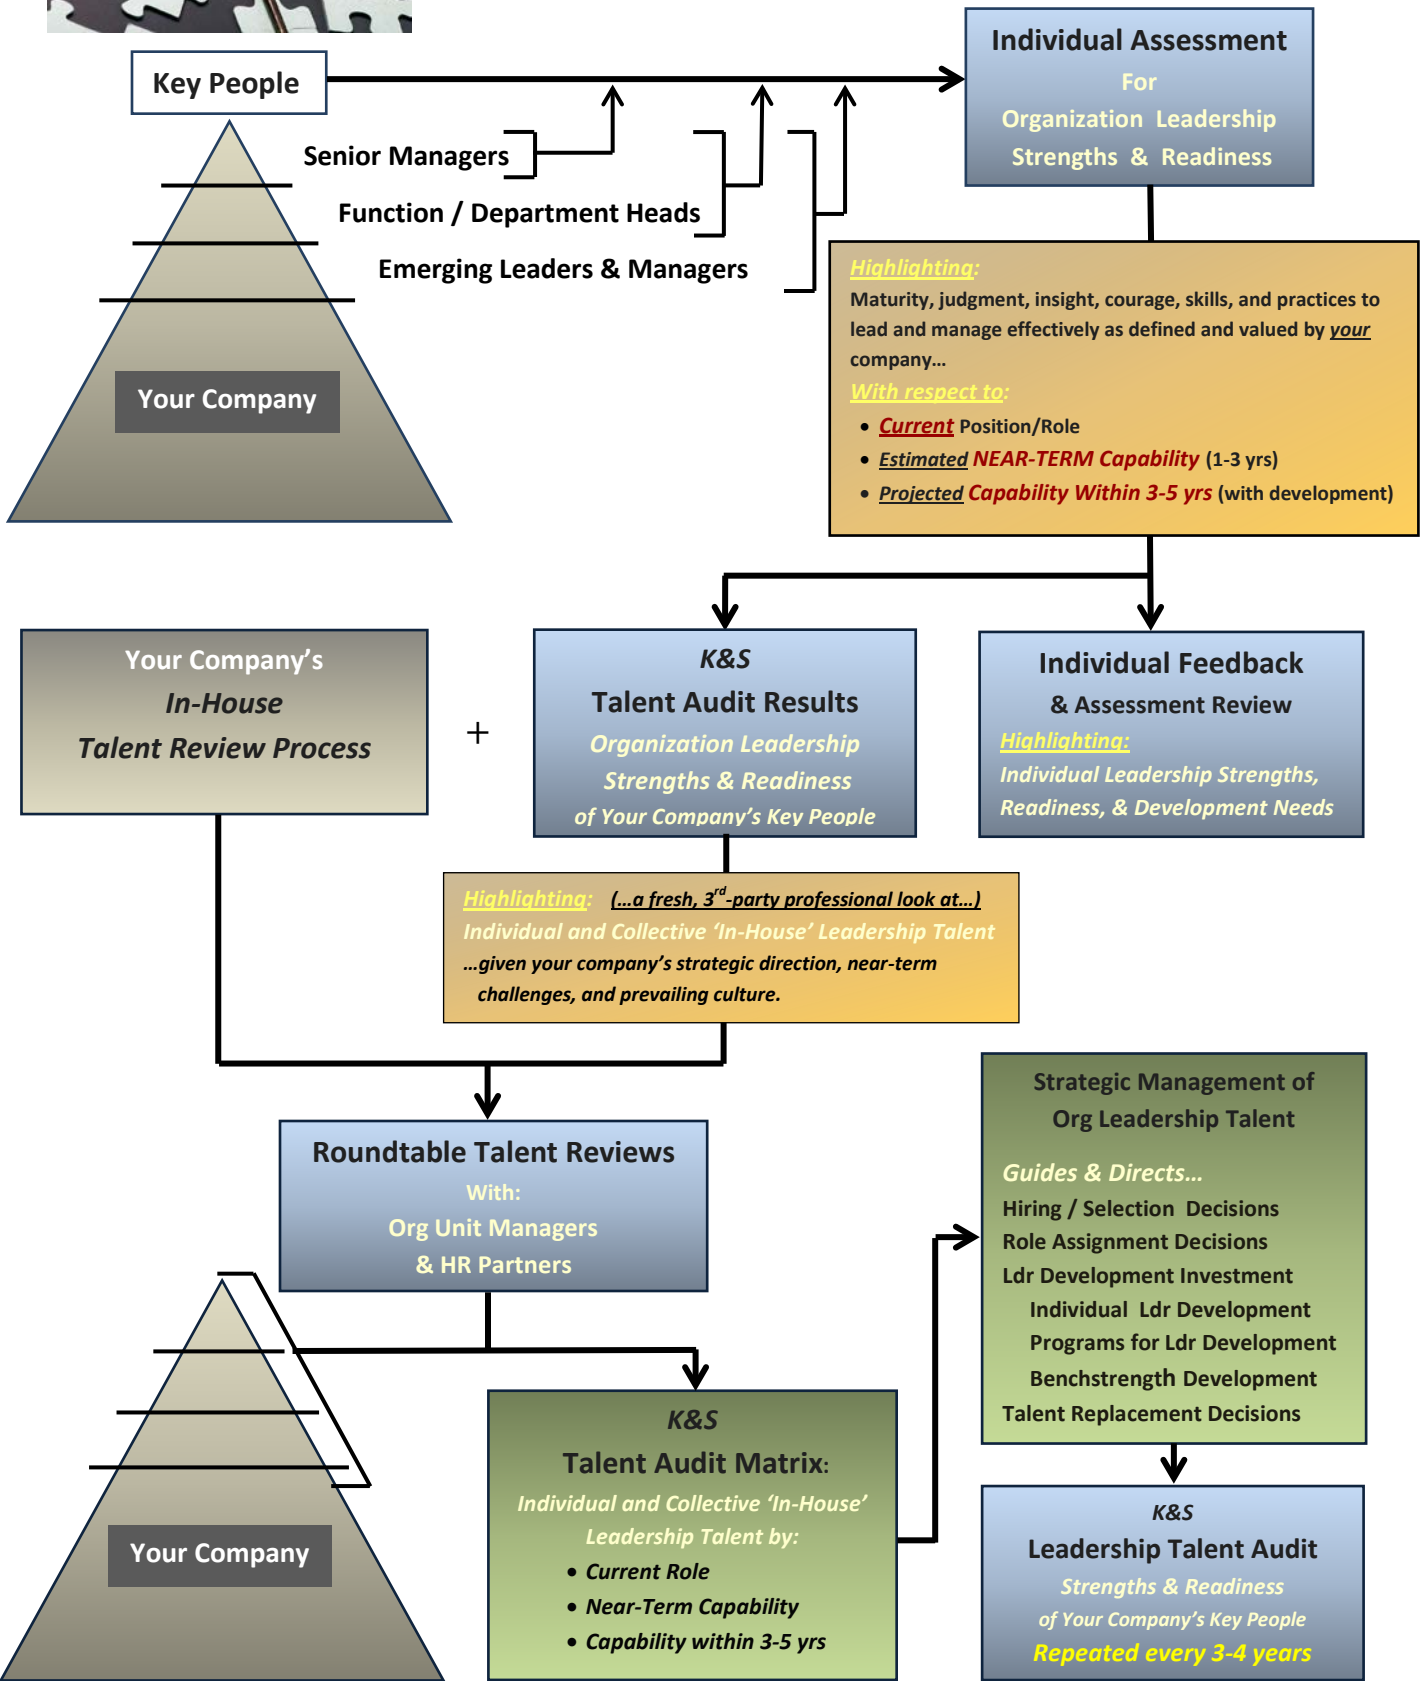 Key People
Individual Assessment
For
Organization Leadership
Strengths & Readiness
Senior Managers
Function / Department Heads
Emerging Leaders & Managers
Your Company
Highlighting:
Maturity, judgment, insight, courage, skills, and practices to
lead and manage effectively as defined and valued by your
company…
With respect to:
• Current Position/Role
• Estimated NEAR-TERM Capability (1-3 yrs)
• Projected Capability Within 3-5 yrs (with development)
Your Company’s
In-House
Talent Review Process
+
K&S
Talent Audit Results
Organization Leadership
Strengths & Readiness
of Your Company’s Key People
Individual Feedback
& Assessment Review
Highlighting:
Individual Leadership Strengths,
Readiness, & Development Needs
Highlighting: (…a fresh, 3rd-party professional look at…)
Individual and Collective ‘In-House’ Leadership Talent
…given your company’s strategic direction, near-term
challenges, and prevailing culture.
Roundtable Talent Reviews
With:
Org Unit Managers
& HR Partners
Strategic Management of
Org Leadership Talent
Guides & Directs…
Hiring / Selection Decisions
Role Assignment Decisions
Ldr Development Investment
Individual Ldr Development
Programs for Ldr Development
Benchstrength Development
Talent Replacement Decisions
Your Company
K&S
Talent Audit Matrix:
Individual and Collective ‘In-House’
Leadership Talent by:
• Current Role
• Near-Term Capability
• Capability within 3-5 yrs
K&S
Leadership Talent Audit
Strengths & Readiness
of Your Company’s Key People
Repeated every 3-4 years